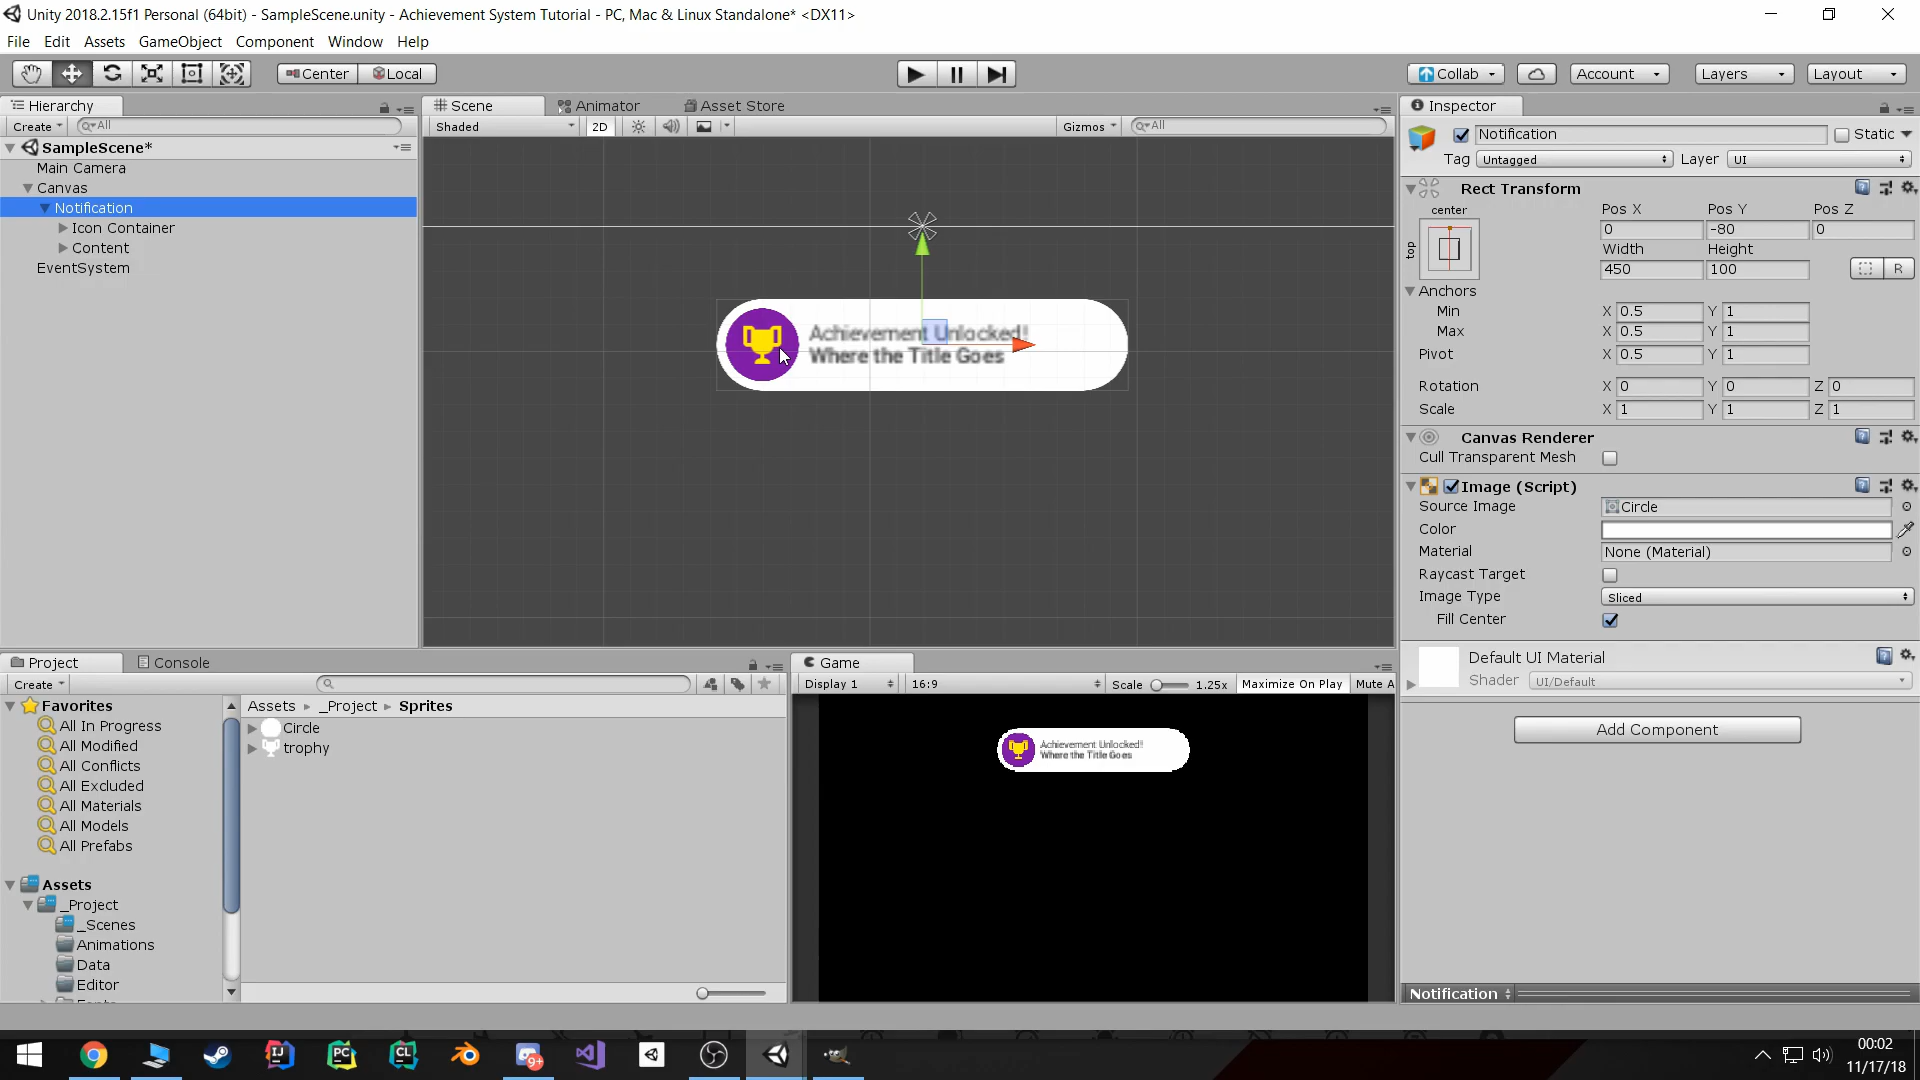 Unity 2018.2.15f1 Personal (64bit) - SampleScene.unity - Achievement System Tutorial - PC, Mac & Linux Standalone* <DX11>
File Edit Assets GameObject Component Window Help
Center Local
Collab Account Layers Layout
Hierarchy
Create All
SampleScene*
Main Camera
Canvas
Notification
Icon Container
Content
EventSystem
Scene Animator Asset Store
Shaded 2D Gizmos All
Achievement Unlocked!
Where the Title Goes
Inspector
Notification Static
Tag Untagged Layer UI
Rect Transform
center
top
Pos X Pos Y Pos Z
0 -80 0
Width Height
450 100 R
Anchors
Min X 0.5 Y 1
Max X 0.5 Y 1
Pivot X 0.5 Y 1
Rotation X 0 Y 0 Z 0
Scale X 1 Y 1 Z 1
Canvas Renderer
Cull Transparent Mesh
Image (Script)
Source Image Circle
Color
Material None (Material)
Raycast Target
Image Type Sliced
Fill Center
Default UI Material
Shader UI/Default
Add Component
Notification
Project Console
Create
Favorites
All In Progress
All Modified
All Conflicts
All Excluded
All Materials
All Models
All Prefabs
Assets
_Project
_Scenes
Animations
Data
Editor
Assets _Project Sprites
Circle
trophy
Game
Display 1 16:9 Scale 1.25x Maximize On Play Mute A
Achievement Unlocked!
Where the Title Goes
PC
CL
9+
00:02
11/17/18